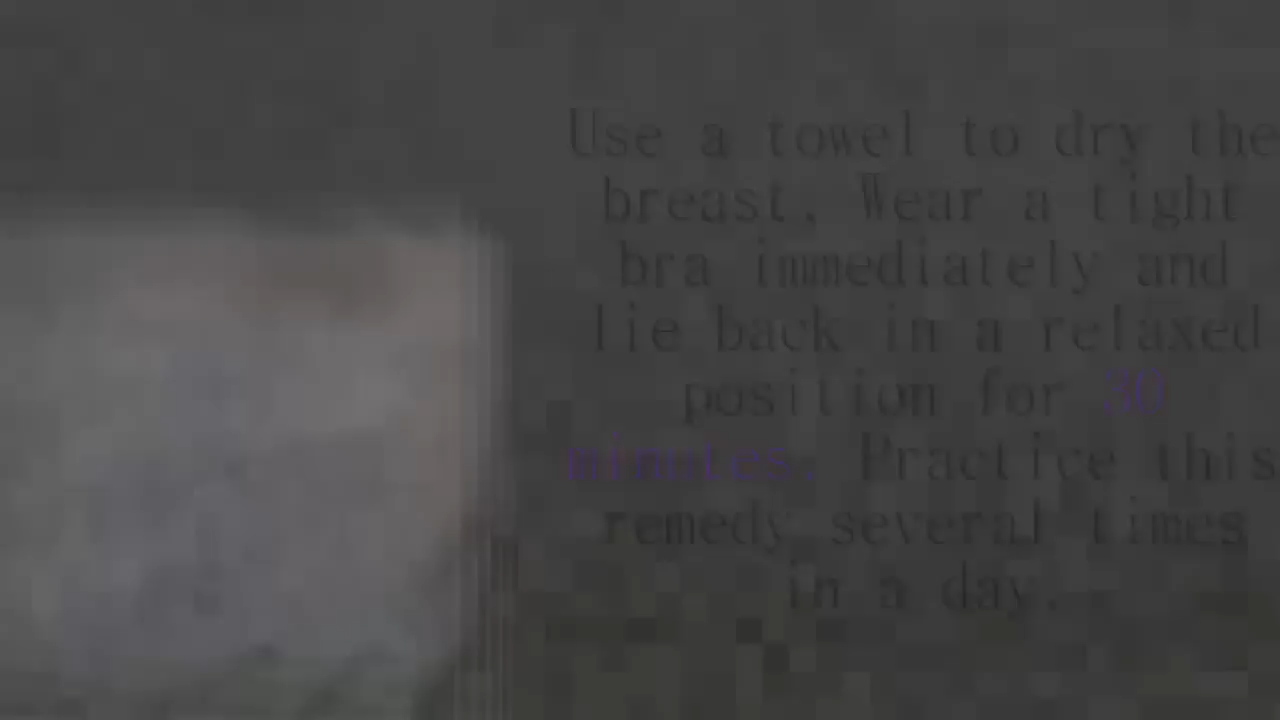 Use a towel to dry the
breast. Wear a tight
bra immediately and
lie back in a relaxed
position for 30
minutes. Practice this
remedy several times
in a day.